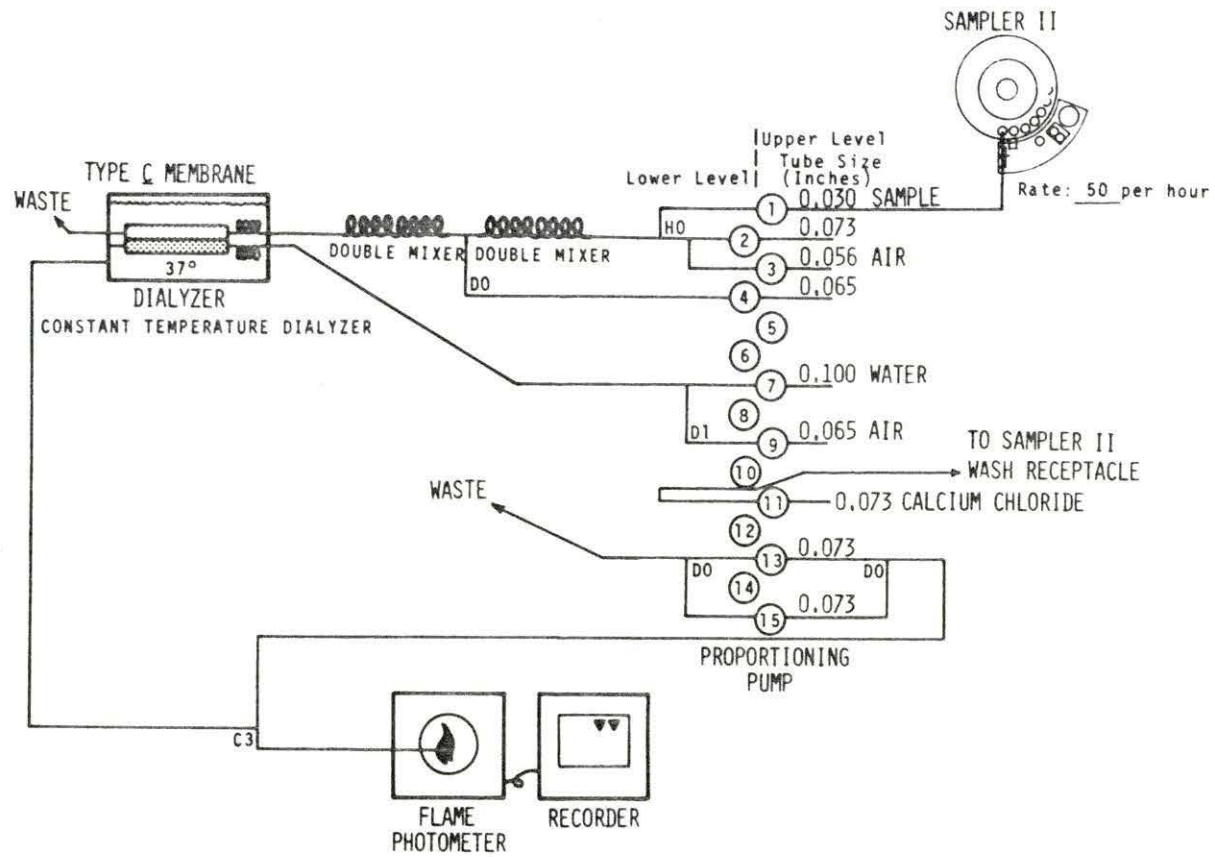 SAMPLER II
Rate: 50 per hour
Upper Level
Tube Size
(Inches)
Lower Level
TYPE C MEMBRANE
WASTE
37°
DIALYZER
CONSTANT TEMPERATURE DIALYZER
DOUBLE MIXER
DOUBLE MIXER
HO
DO
1 0.030 SAMPLE
2 0.073
3 0.056 AIR
4 0.065
5
6
7 0.100 WATER
8
D1
9 0.065 AIR
10
TO SAMPLER II
WASH RECEPTACLE
11 0.073 CALCIUM CHLORIDE
WASTE
12
13 0.073
DO
DO
14
15 0.073
PROPORTIONING
PUMP
C3
FLAME
PHOTOMETER
RECORDER